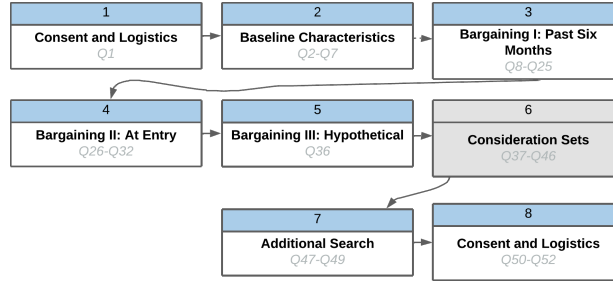 1
Consent and Logistics
Q1
2
Baseline Characteristics
Q2-Q7
3
Bargaining I: Past Six
Months
Q8-Q25
4
Bargaining II: At Entry
Q26-Q32
5
Bargaining III: Hypothetical
Q36
6
Consideration Sets
Q37-Q46
7
Additional Search
Q47-Q49
8
Consent and Logistics
Q50-Q52